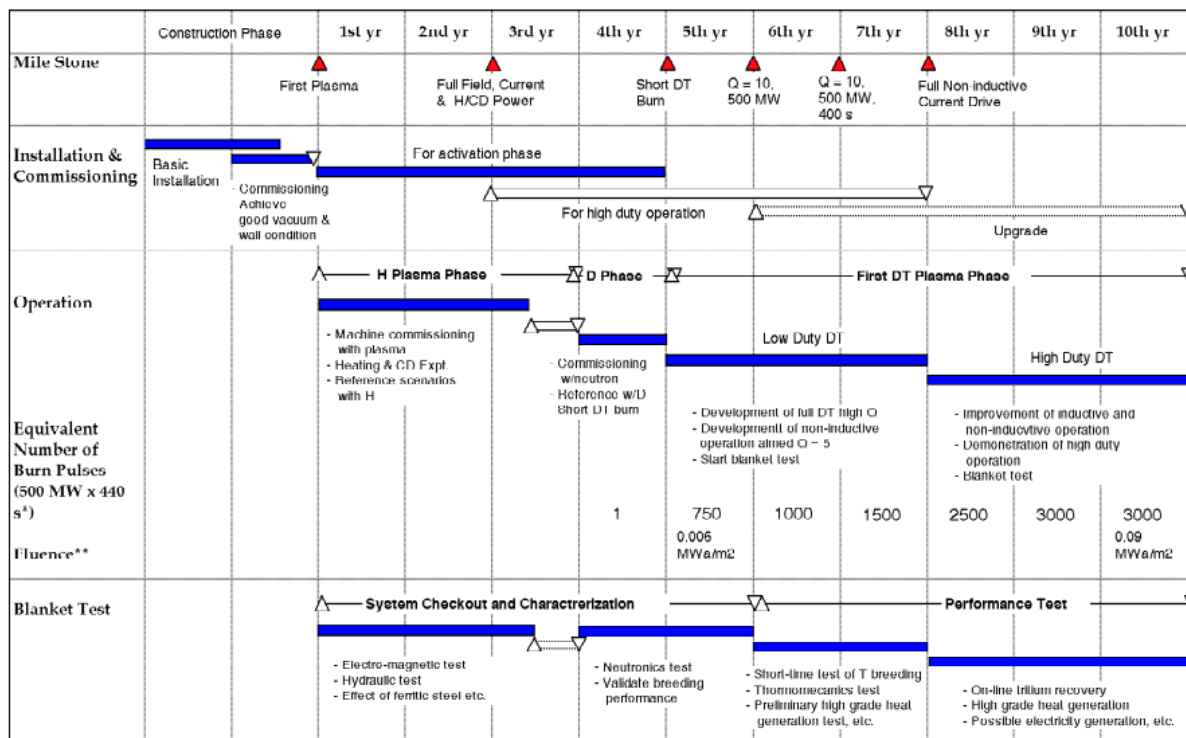 Construction Phase
1st yr
2nd yr
3rd yr
4th yr
5th yr
6th yr
7th yr
8th yr
9th yr
10th yr
Mile Stone
First Plasma
Full Field, Current
& H/CD Power
Short DT
Burn
Q = 10,
500 MW
Q = 10,
500 MW,
400 s
Full Non-inductive
Current Drive
Installation &
Commissioning
Basic
Installation
- Commissioning
Achieve
good vacuum &
wall condition
For activation phase
For high duty operation
Upgrade
Operation
H Plasma Phase
D Phase
First DT Plasma Phase
- Machine commissioning
with plasma
- Heating & CD Expt.
- Reference scenarios
with H
- Commissioning
w/neutron
- Reference w/D
Short DT burn
Low Duty DT
High Duty DT
- Development of full DT high Q
- Developmentt of non-inductive
operation aimed Q = 5
- Start blanket test
- Improvement of inductive and
non-inducvtive operation
- Demonstration of high duty
operation
- Blanket test
Equivalent
Number of
Burn Pulses
(500 MW x 440
s*)
1
750
1000
1500
2500
3000
3000
Fluence**
0.006
MWa/m2
0.09
MWa/m2
Blanket Test
System Checkout and Charactrerization
Performance Test
- Electro-magnetic test
- Hydraulic test
- Effect of ferritic steel etc.
- Neutronics test
- Validate breeding
performance
- Short-time test of T breeding
- Thermomecanics test
- Preliminary high grade heat
generation test, etc.
- On-line tritium recovery
- High grade heat generation
- Possible electricity generation, etc.